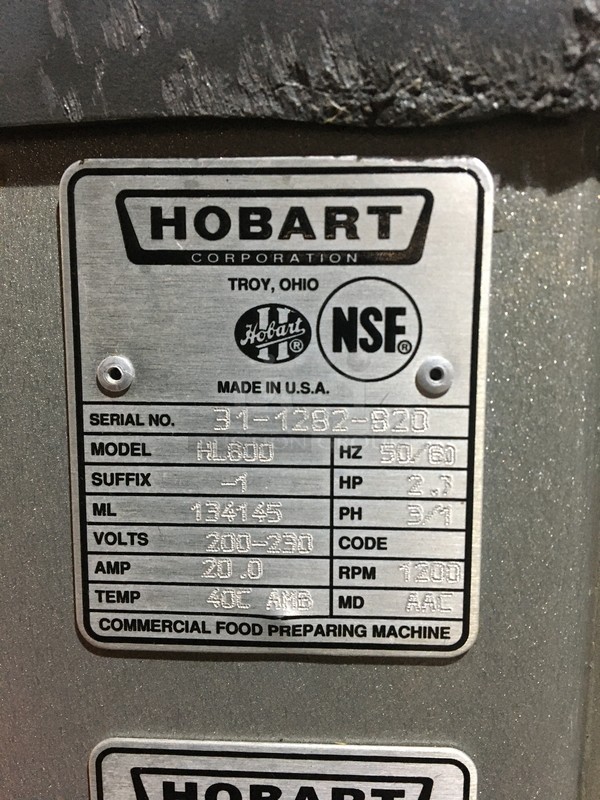 HOBART
CORPORATION
TROY, OHIO
Hobart ® NSF®
MADE IN U.S.A.
SERIAL NO. 31-1282-820
MODEL HL800 HZ 50/60
SUFFIX -1 HP 2.7
ML 134145 PH 3/1
VOLTS 200-230 CODE
AMP 20.0 RPM 1200
TEMP 40C AMB MD AAC
COMMERCIAL FOOD PREPARING MACHINE
HOBART